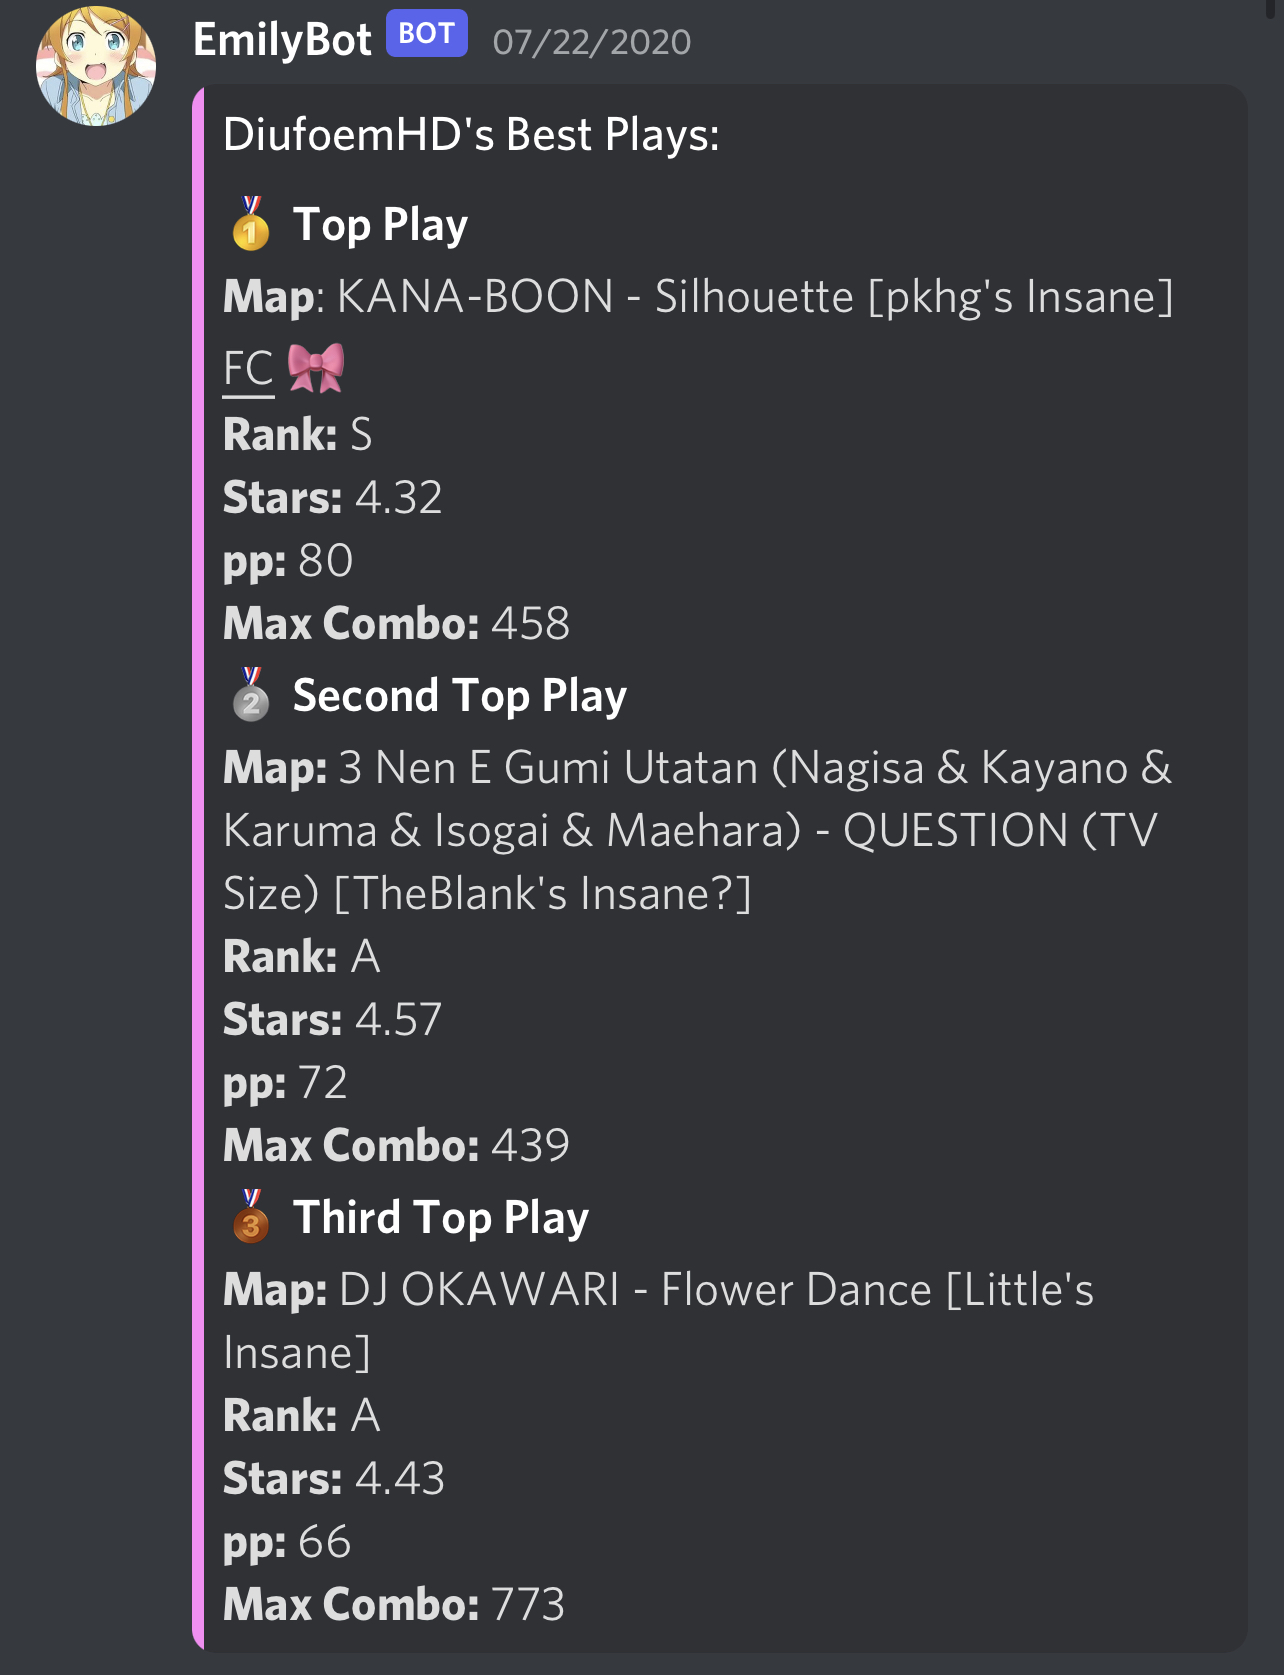 EmilyBot BOT 07/22/2020
DiufoemHD's Best Plays:
🥇 Top Play
Map: KANA-BOON - Silhouette [pkhg's Insane]
FC 🎀
Rank: S
Stars: 4.32
pp: 80
Max Combo: 458
🥈 Second Top Play
Map: 3 Nen E Gumi Utatan (Nagisa & Kayano &
Karuma & Isogai & Maehara) - QUESTION (TV
Size) [TheBlank's Insane?]
Rank: A
Stars: 4.57
pp: 72
Max Combo: 439
🥉 Third Top Play
Map: DJ OKAWARI - Flower Dance [Little's
Insane]
Rank: A
Stars: 4.43
pp: 66
Max Combo: 773